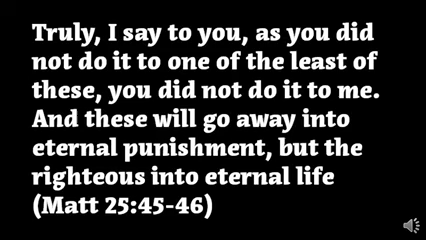 Truly, I say to you, as you did
not do it to one of the least of
these, you did not do it to me.
And these will go away into
eternal punishment, but the
righteous into eternal life
(Matt 25:45-46)